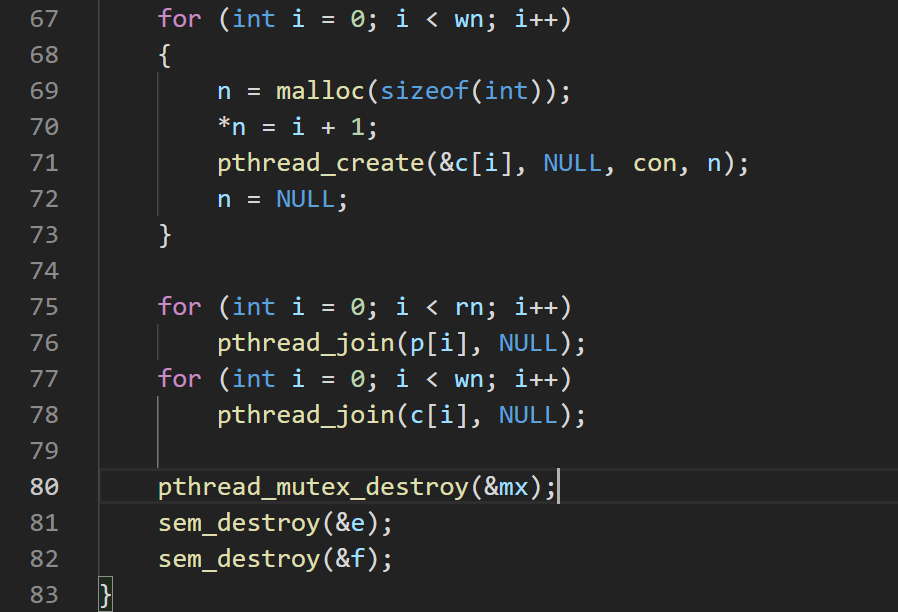 67 for (int i = 0; i < wn; i++)
68 {
69 n = malloc(sizeof(int));
70 *n = i + 1;
71 pthread_create(&c[i], NULL, con, n);
72 n = NULL;
73 }
74
75 for (int i = 0; i < rn; i++)
76 pthread_join(p[i], NULL);
77 for (int i = 0; i < wn; i++)
78 pthread_join(c[i], NULL);
79
80 pthread_mutex_destroy(&mx);
81 sem_destroy(&e);
82 sem_destroy(&f);
83 }